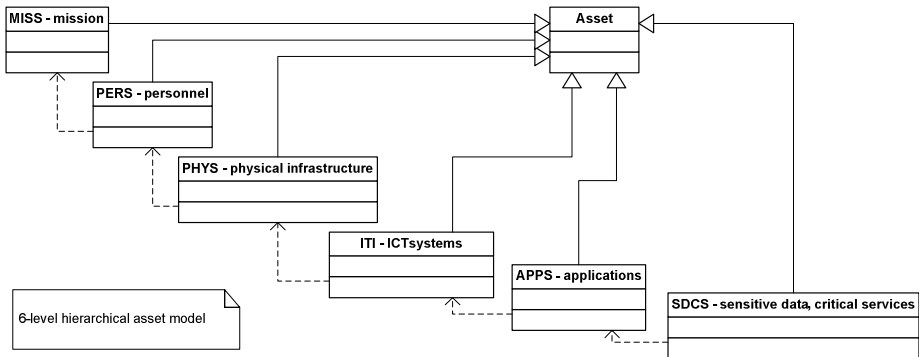 MISS - mission
Asset
PERS - personnel
PHYS - physical infrastructure
ITI - ICTsystems
APPS - applications
SDCS - sensitive data, critical services
6-level hierarchical asset model